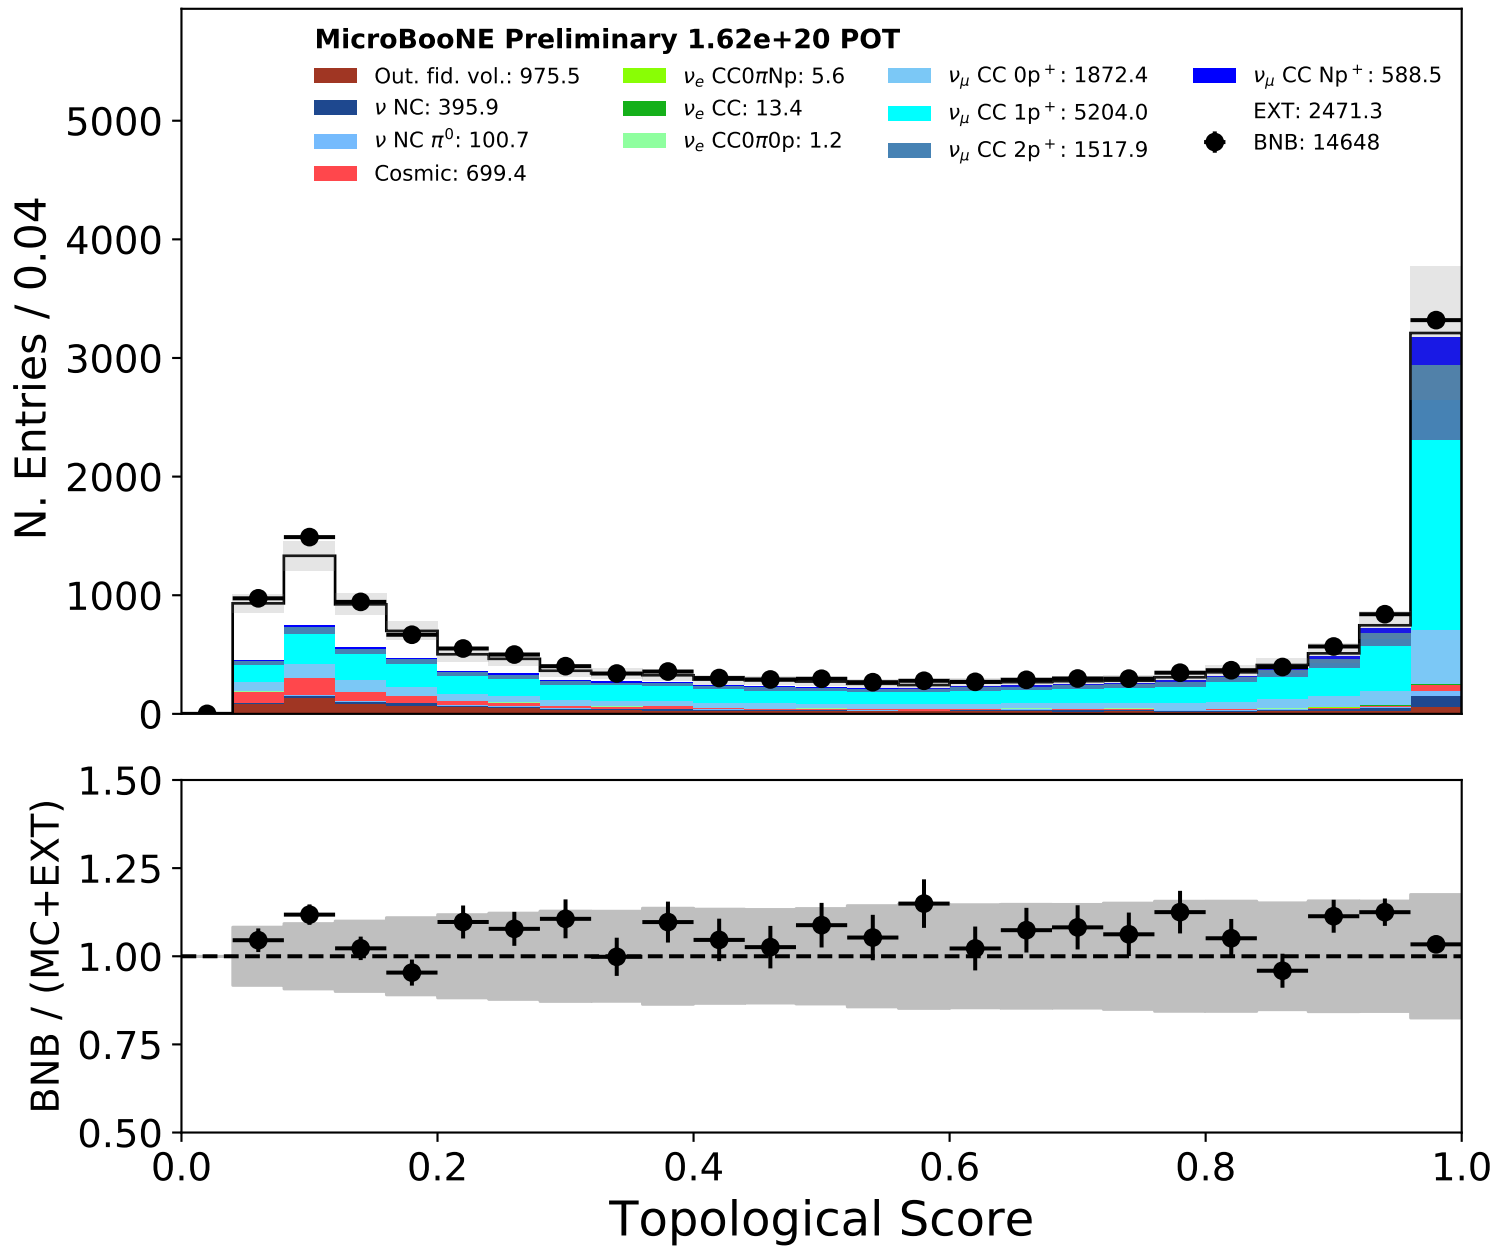 MicroBooNE Preliminary 1.62e+20 POT
Out. fid. vol.: 975.5
ν NC: 395.9
ν NC π⁰: 100.7
Cosmic: 699.4
νₑ CC0πNp: 5.6
νₑ CC: 13.4
νₑ CC0π0p: 1.2
ν_μ CC 0p⁺: 1872.4
ν_μ CC 1p⁺: 5204.0
ν_μ CC 2p⁺: 1517.9
ν_μ CC Np⁺: 588.5
EXT: 2471.3
BNB: 14648
N. Entries / 0.04
5000
4000
3000
2000
1000
0
BNB / (MC+EXT)
1.50
1.25
1.00
0.75
0.50
0.0 0.2 0.4 0.6 0.8 1.0
Topological Score